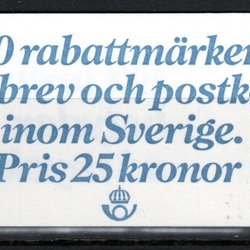 0 rabattmärken
brev och postk
inom Sverige.
Pris 25 kronor